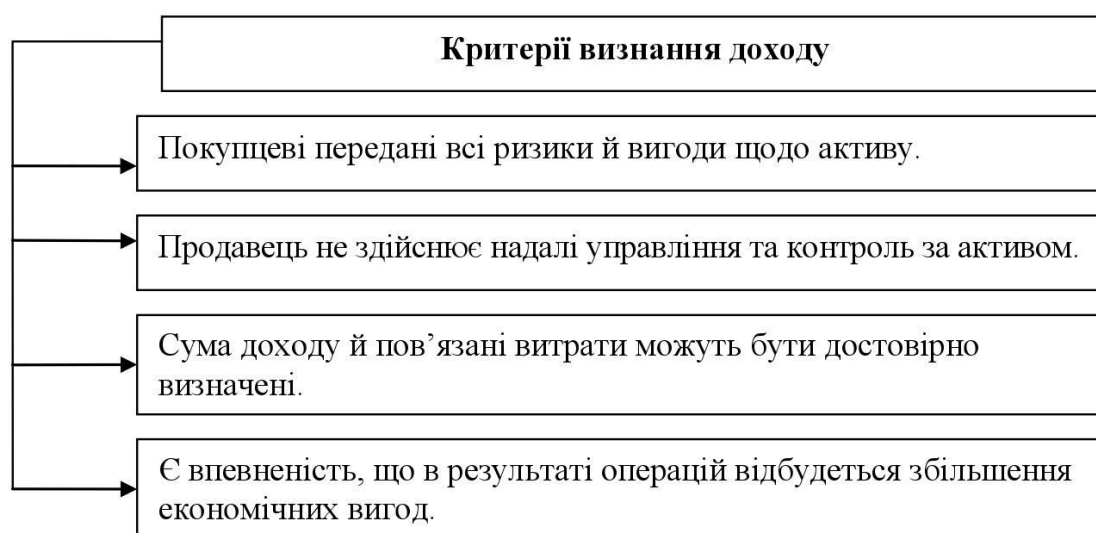 Критерії визнання доходу
Покупцеві передані всі ризики й вигоди щодо активу.
Продавець не здійснює надалі управління та контроль за активом.
Сума доходу й пов’язані витрати можуть бути достовірно
визначені.
Є впевненість, що в результаті операцій відбудеться збільшення
економічних вигод.